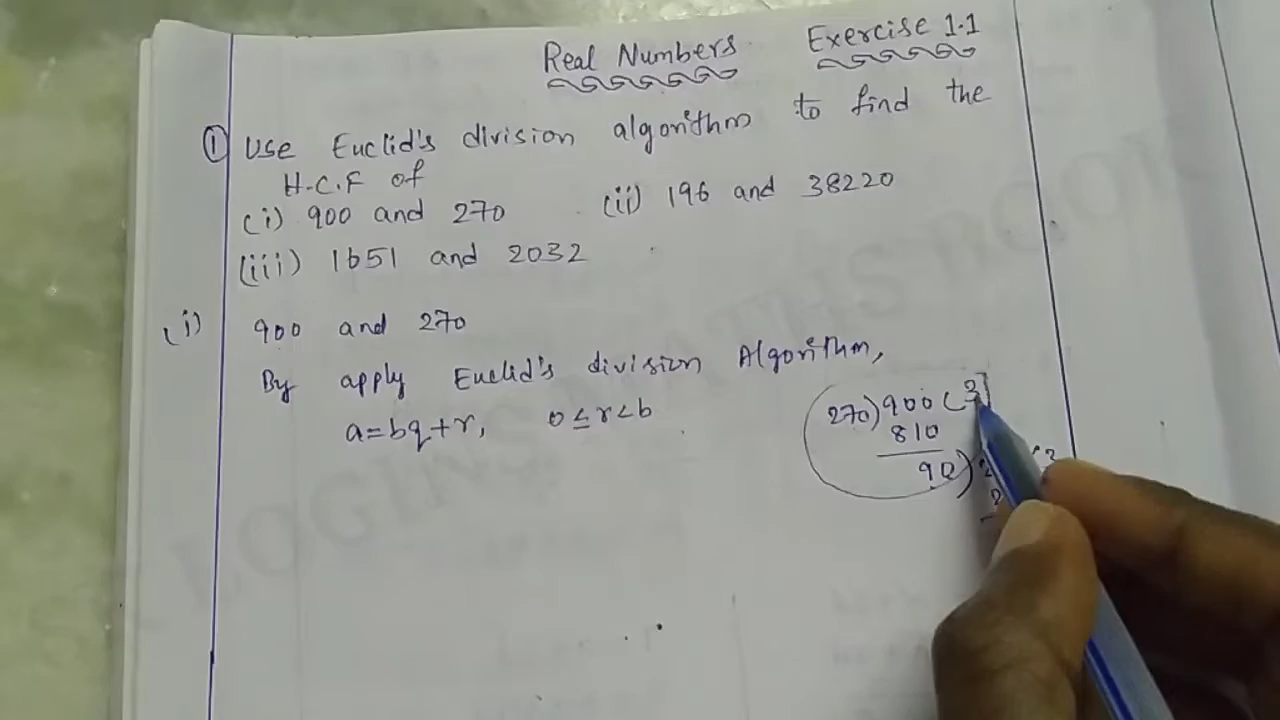 Real Numbers Exercise 1.1
① Use Euclid's division algorithm to find the
H.C.F of
(i) 900 and 270 (ii) 196 and 38220
(iii) 1651 and 2032
(i) 900 and 270
By apply Euclid's division Algorithm,
a=bq+r, 0≤r<b
270)900(3
810
90)